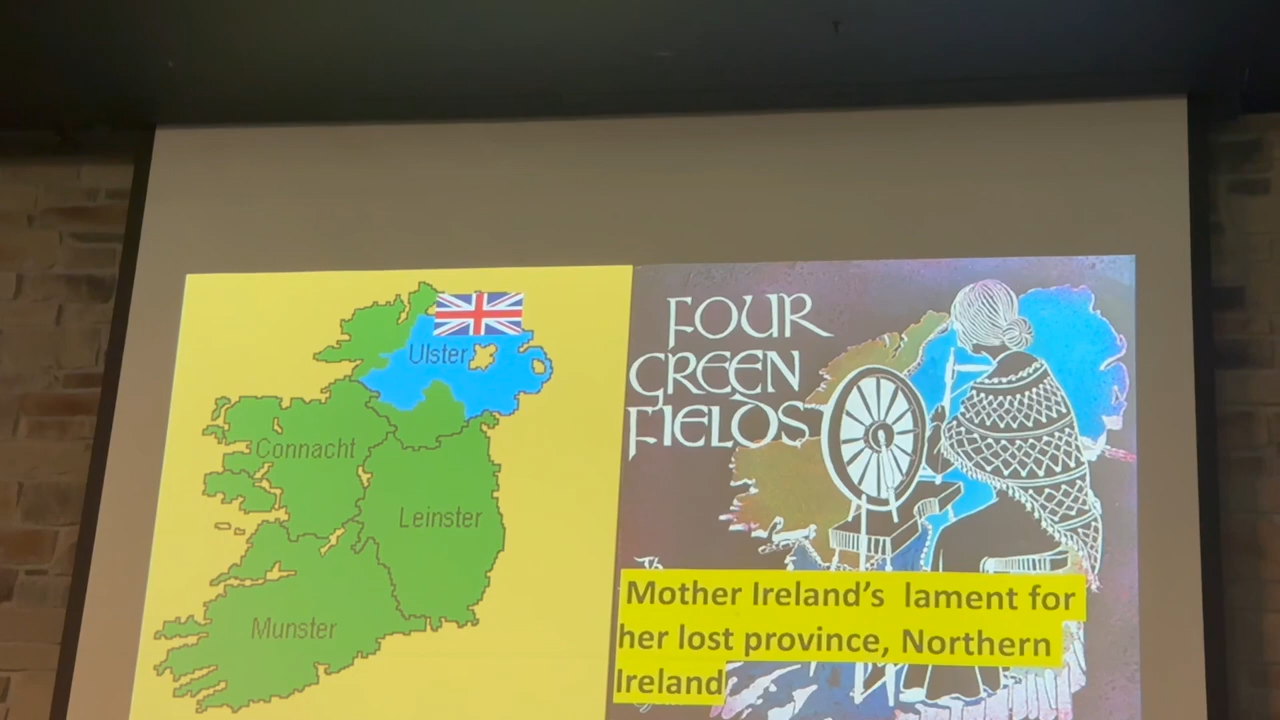 Ulster
Connacht
Leinster
Munster
FOUR
GREEN
FIELDS
Mother Ireland's  lament for
her lost province, Northern
Ireland